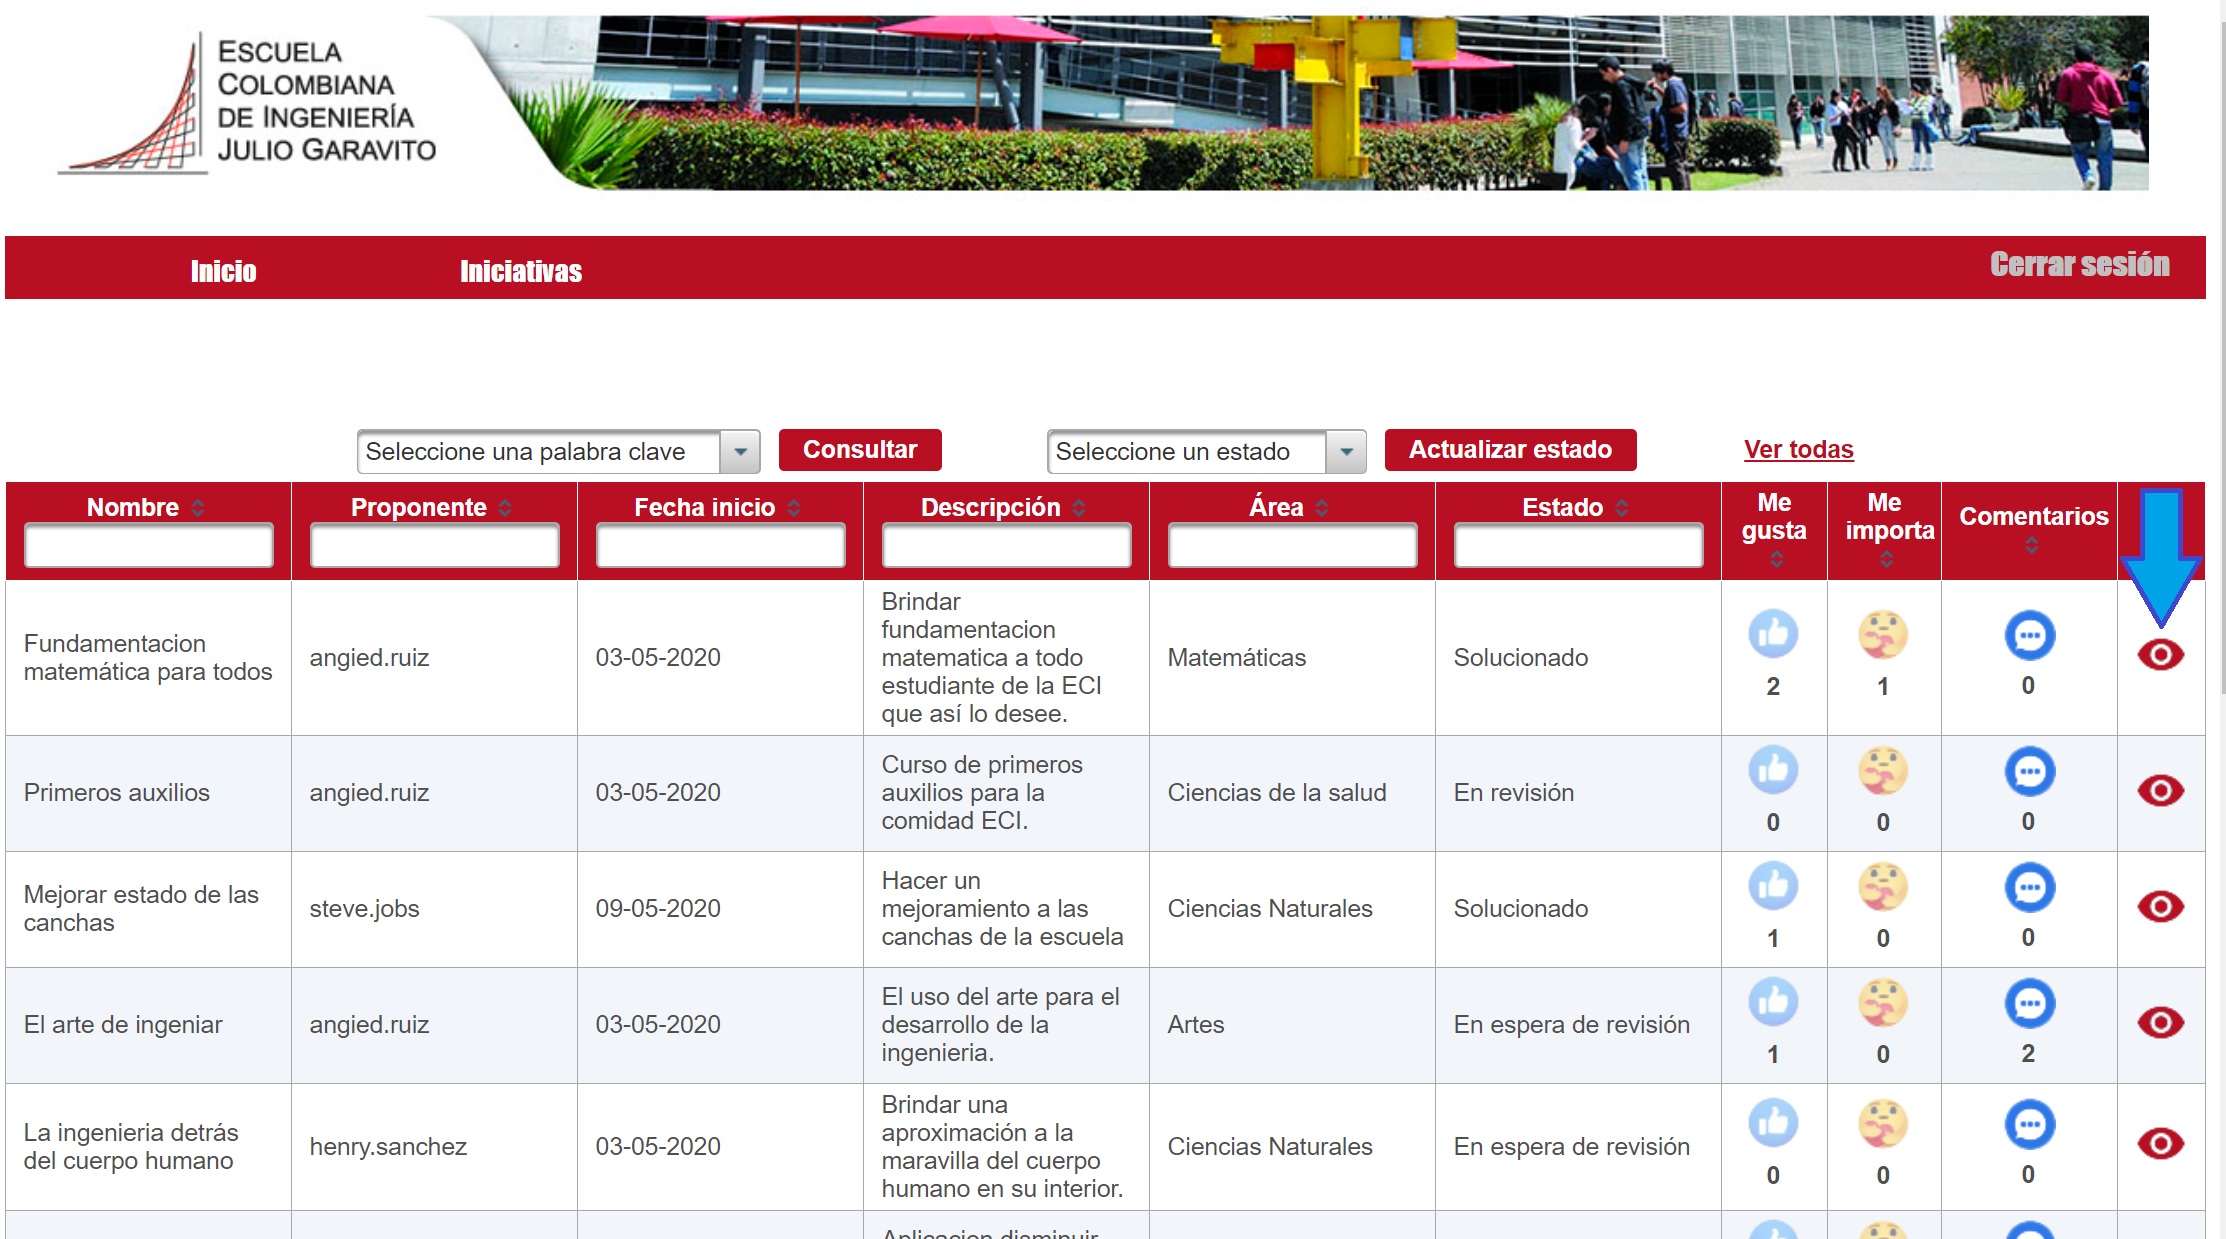 ESCUELA
COLOMBIANA
DE INGENIERÍA
JULIO GARAVITO
Inicio
Iniciativas
Cerrar sesión
Seleccione una palabra clave
Consultar
Seleccione un estado
Actualizar estado
Ver todas
Nombre
Proponente
Fecha inicio
Descripción
Área
Estado
Me
gusta
Me
importa
Comentarios
Fundamentacion
matemática para todos
angied.ruiz
03-05-2020
Brindar
fundamentacion
matematica a todo
estudiante de la ECI
que así lo desee.
Matemáticas
Solucionado
2
1
0
Primeros auxilios
angied.ruiz
03-05-2020
Curso de primeros
auxilios para la
comidad ECI.
Ciencias de la salud
En revisión
0
0
0
Mejorar estado de las
canchas
steve.jobs
09-05-2020
Hacer un
mejoramiento a las
canchas de la escuela
Ciencias Naturales
Solucionado
1
0
0
El arte de ingeniar
angied.ruiz
03-05-2020
El uso del arte para el
desarrollo de la
ingenieria.
Artes
En espera de revisión
1
0
2
La ingenieria detrás
del cuerpo humano
henry.sanchez
03-05-2020
Brindar una
aproximación a la
maravilla del cuerpo
humano en su interior.
Ciencias Naturales
En espera de revisión
0
0
0
Aplicacion disminuir